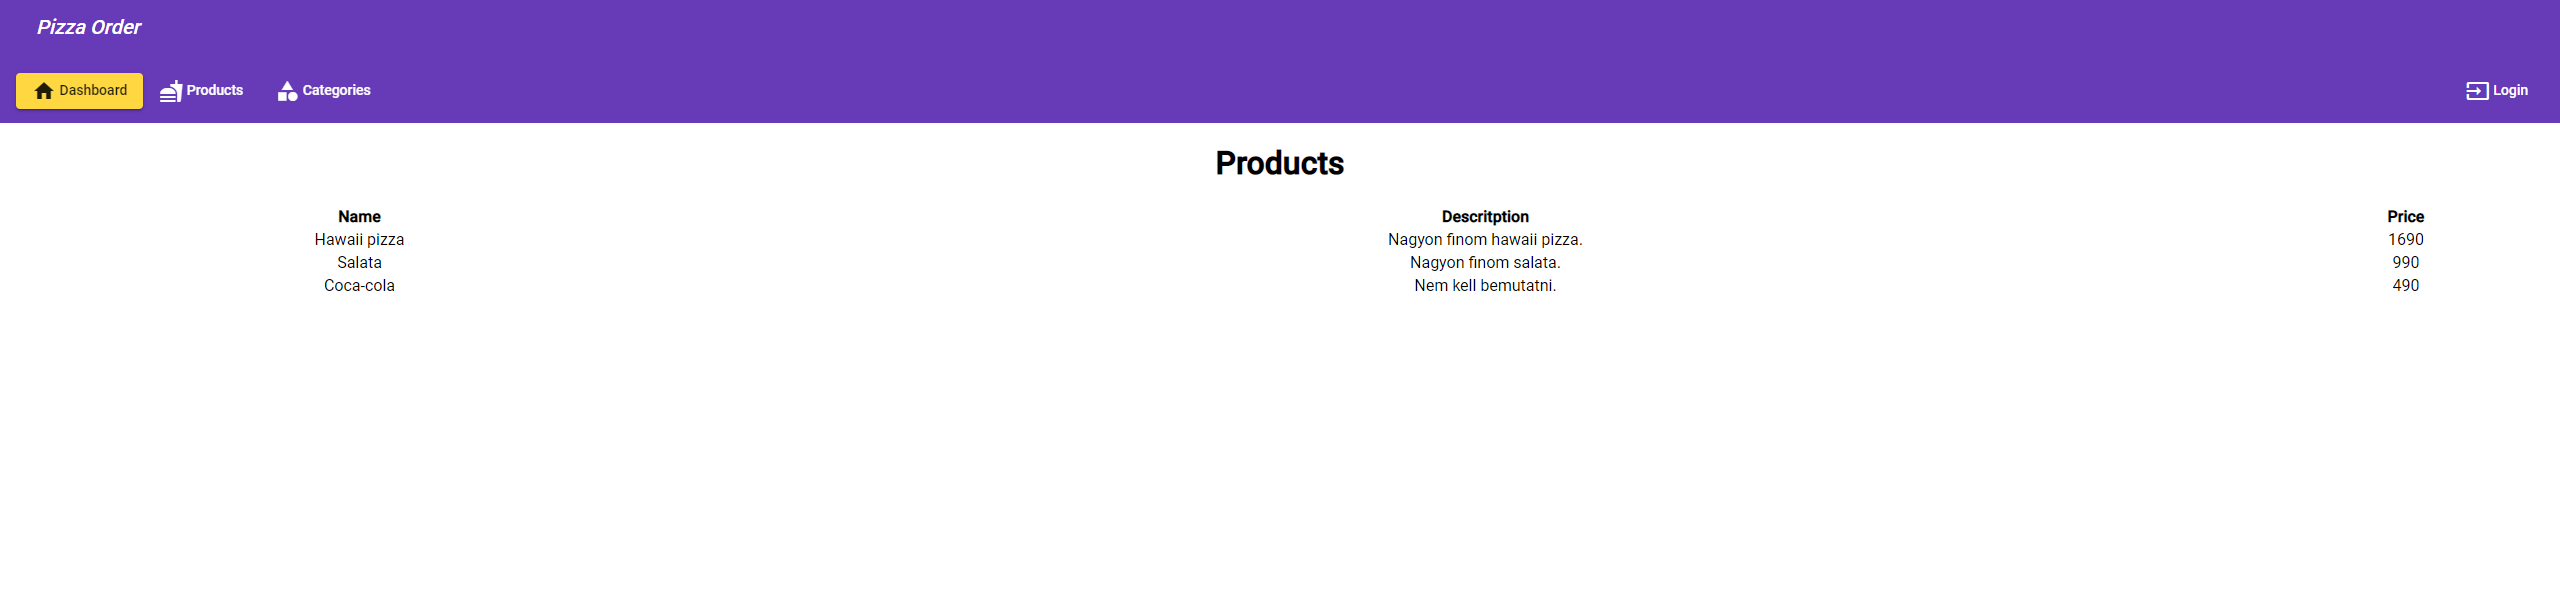 Pizza Order
Dashboard Products Categories Login
Products
Name Descritption Price
Hawaii pizza Nagyon finom hawaii pizza. 1690
Salata Nagyon finom salata. 990
Coca-cola Nem kell bemutatni. 490